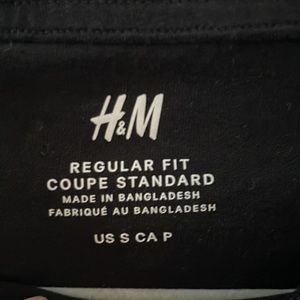 H&M
REGULAR FIT
COUPE STANDARD
MADE IN BANGLADESH
FABRIQUÉ AU BANGLADESH
US S CA P